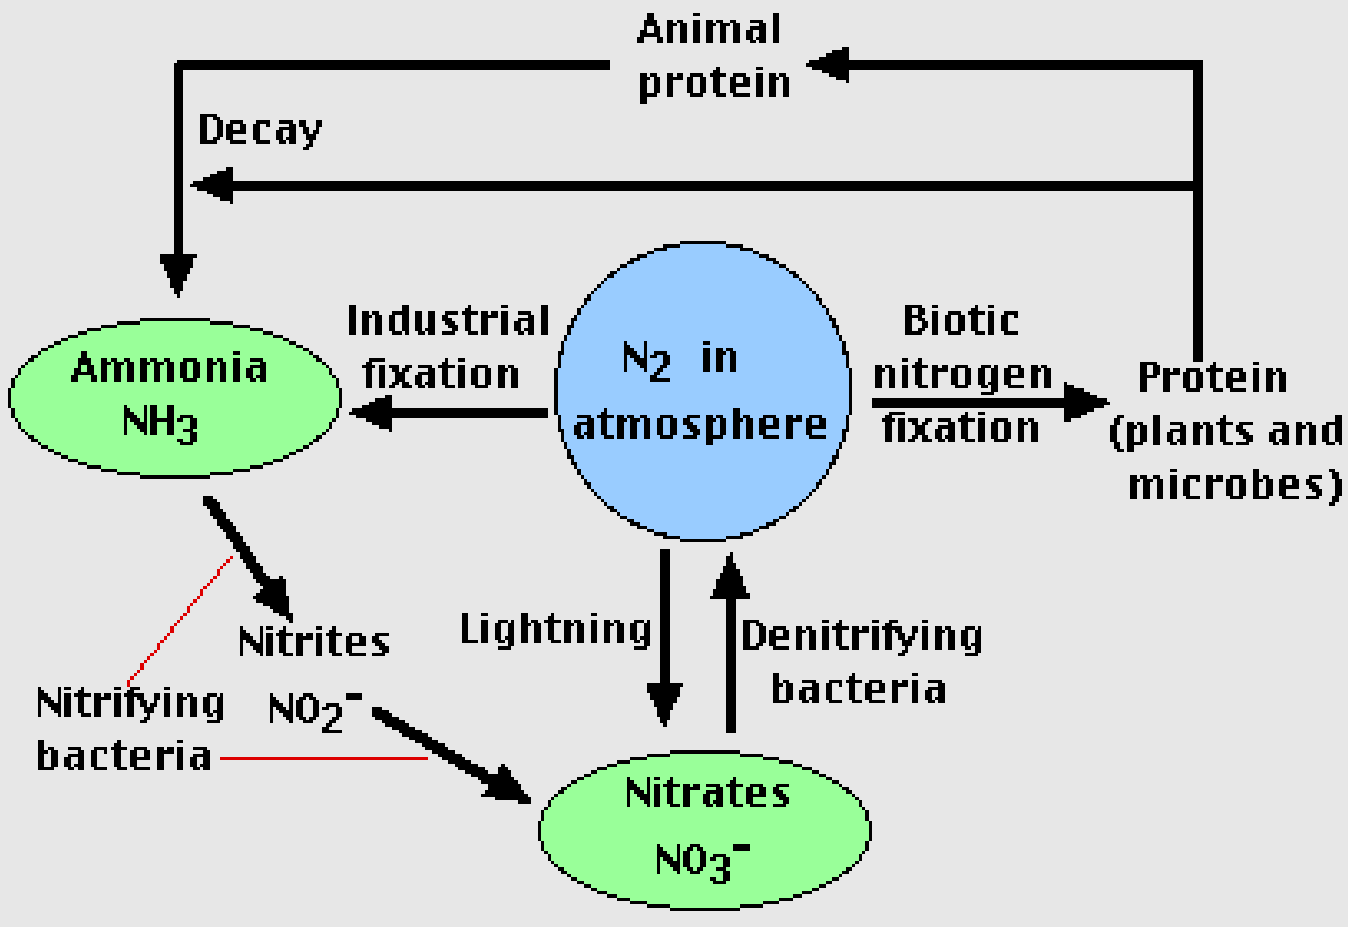 Animal
protein
Decay
Industrial
fixation
Ammonia
NH3
N2 in
atmosphere
Biotic
nitrogen
fixation
Protein
(plants and
microbes)
Nitrites
NO2-
Nitrifying
bacteria
Lightning
Denitrifying
bacteria
Nitrates
NO3-